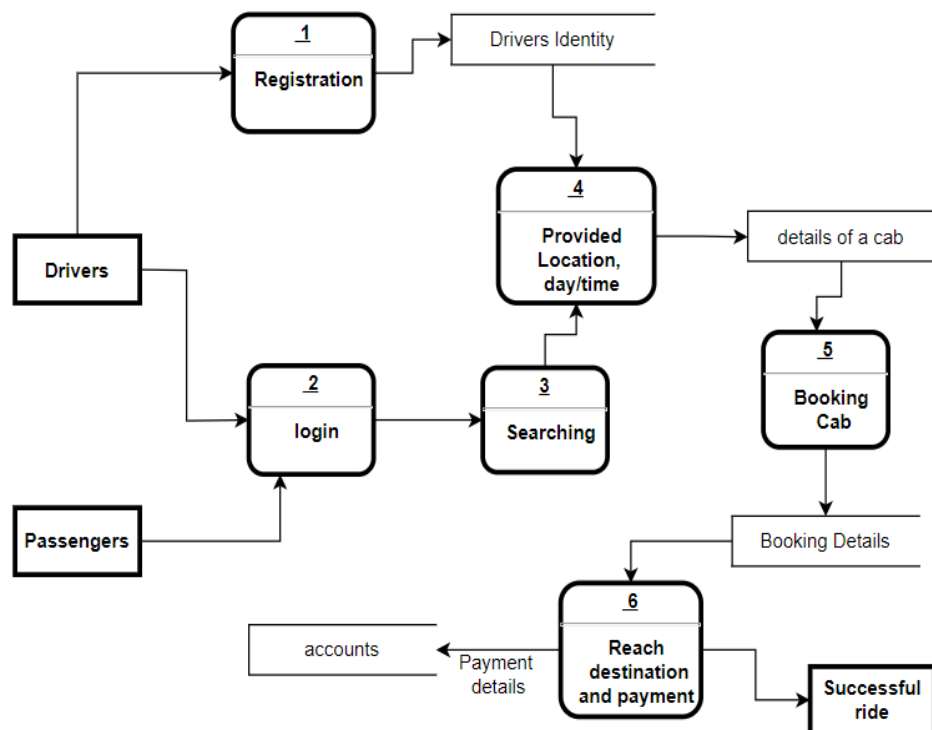 1
Registration
Drivers Identity
4
Provided
Location,
day/time
details of a cab
Drivers
2
login
3
Searching
5
Booking
Cab
Passengers
Booking Details
6
Reach
destination
and payment
accounts
Payment
details
Successful
ride